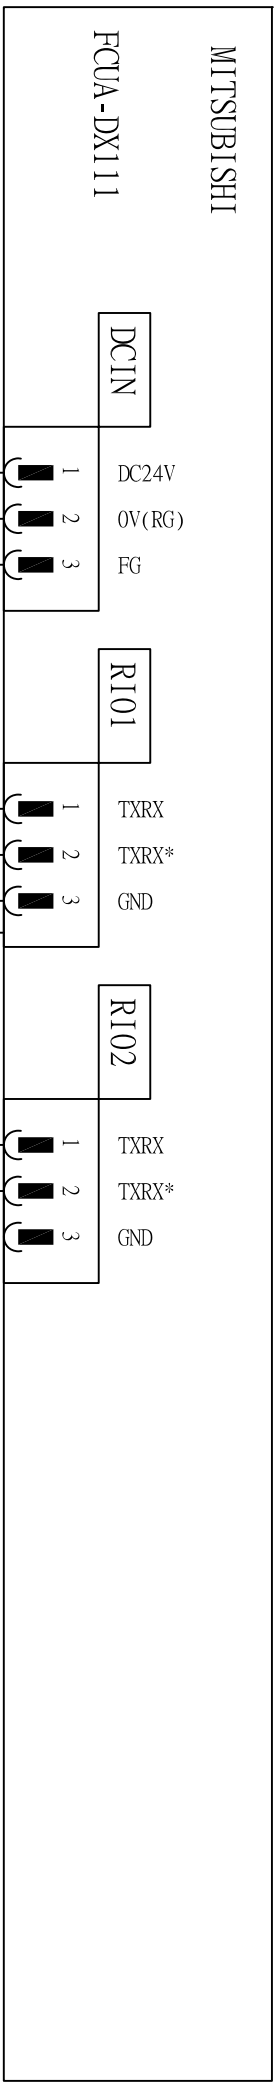 MITSUBISHI
FCUA-DX111
DCIN
1 DC24V
2 0V(RG)
3 FG
RIO1
1 TXRX
2 TXRX*
3 GND
RIO2
1 TXRX
2 TXRX*
3 GND